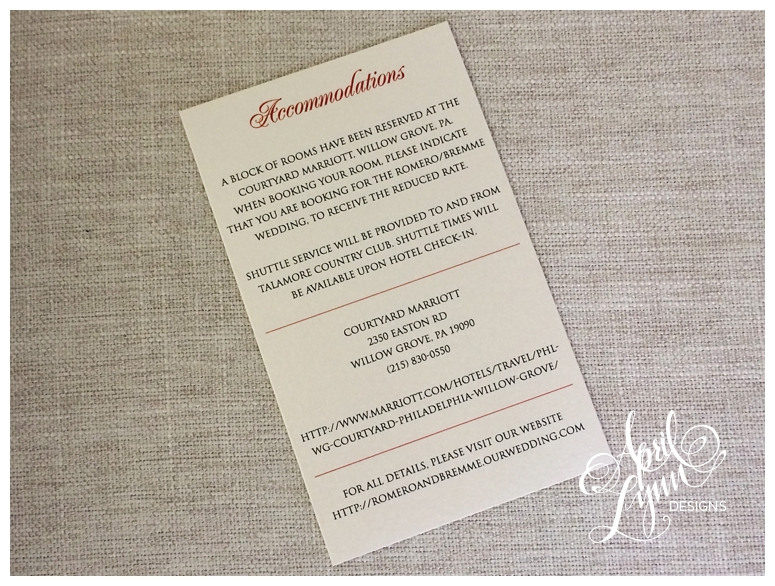 Accommodations
A BLOCK OF ROOMS HAVE BEEN RESERVED AT THE
COURTYARD MARRIOTT, WILLOW GROVE, PA.
WHEN BOOKING YOUR ROOM, PLEASE INDICATE
THAT YOU ARE BOOKING FOR THE ROMERO/BREMME
WEDDING, TO RECEIVE THE REDUCED RATE.
SHUTTLE SERVICE WILL BE PROVIDED TO AND FROM
TALAMORE COUNTRY CLUB. SHUTTLE TIMES WILL
BE AVAILABLE UPON HOTEL CHECK-IN.
COURTYARD MARRIOTT
2350 EASTON RD
WILLOW GROVE, PA 19090
(215) 830-0550
HTTP://WWW.MARRIOTT.COM/HOTELS/TRAVEL/PHL-
WG-COURTYARD-PHILADELPHIA-WILLOW-GROVE/
FOR ALL DETAILS, PLEASE VISIT OUR WEBSITE
HTTP://ROMEROANDBREMME.OURWEDDING.COM
April
Lynn
DESIGNS